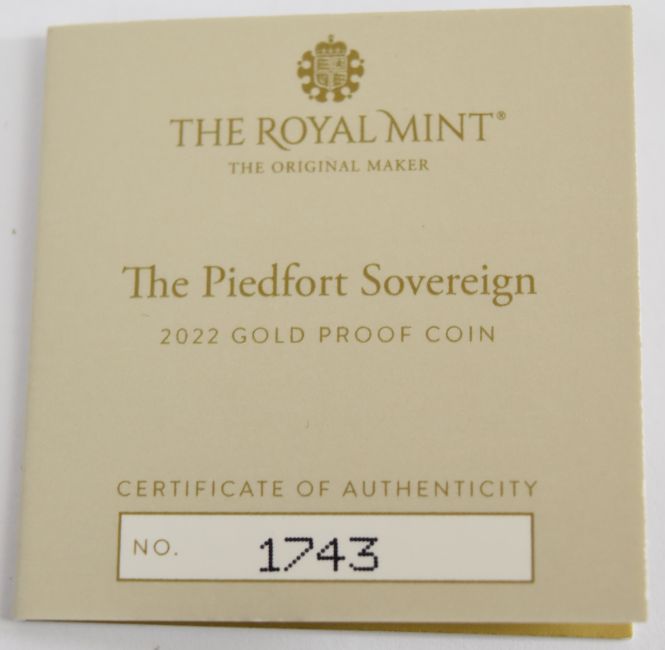 THE ROYAL MINT®
THE ORIGINAL MAKER
The Piedfort Sovereign
2022 GOLD PROOF COIN
CERTIFICATE OF AUTHENTICITY
NO. 1743